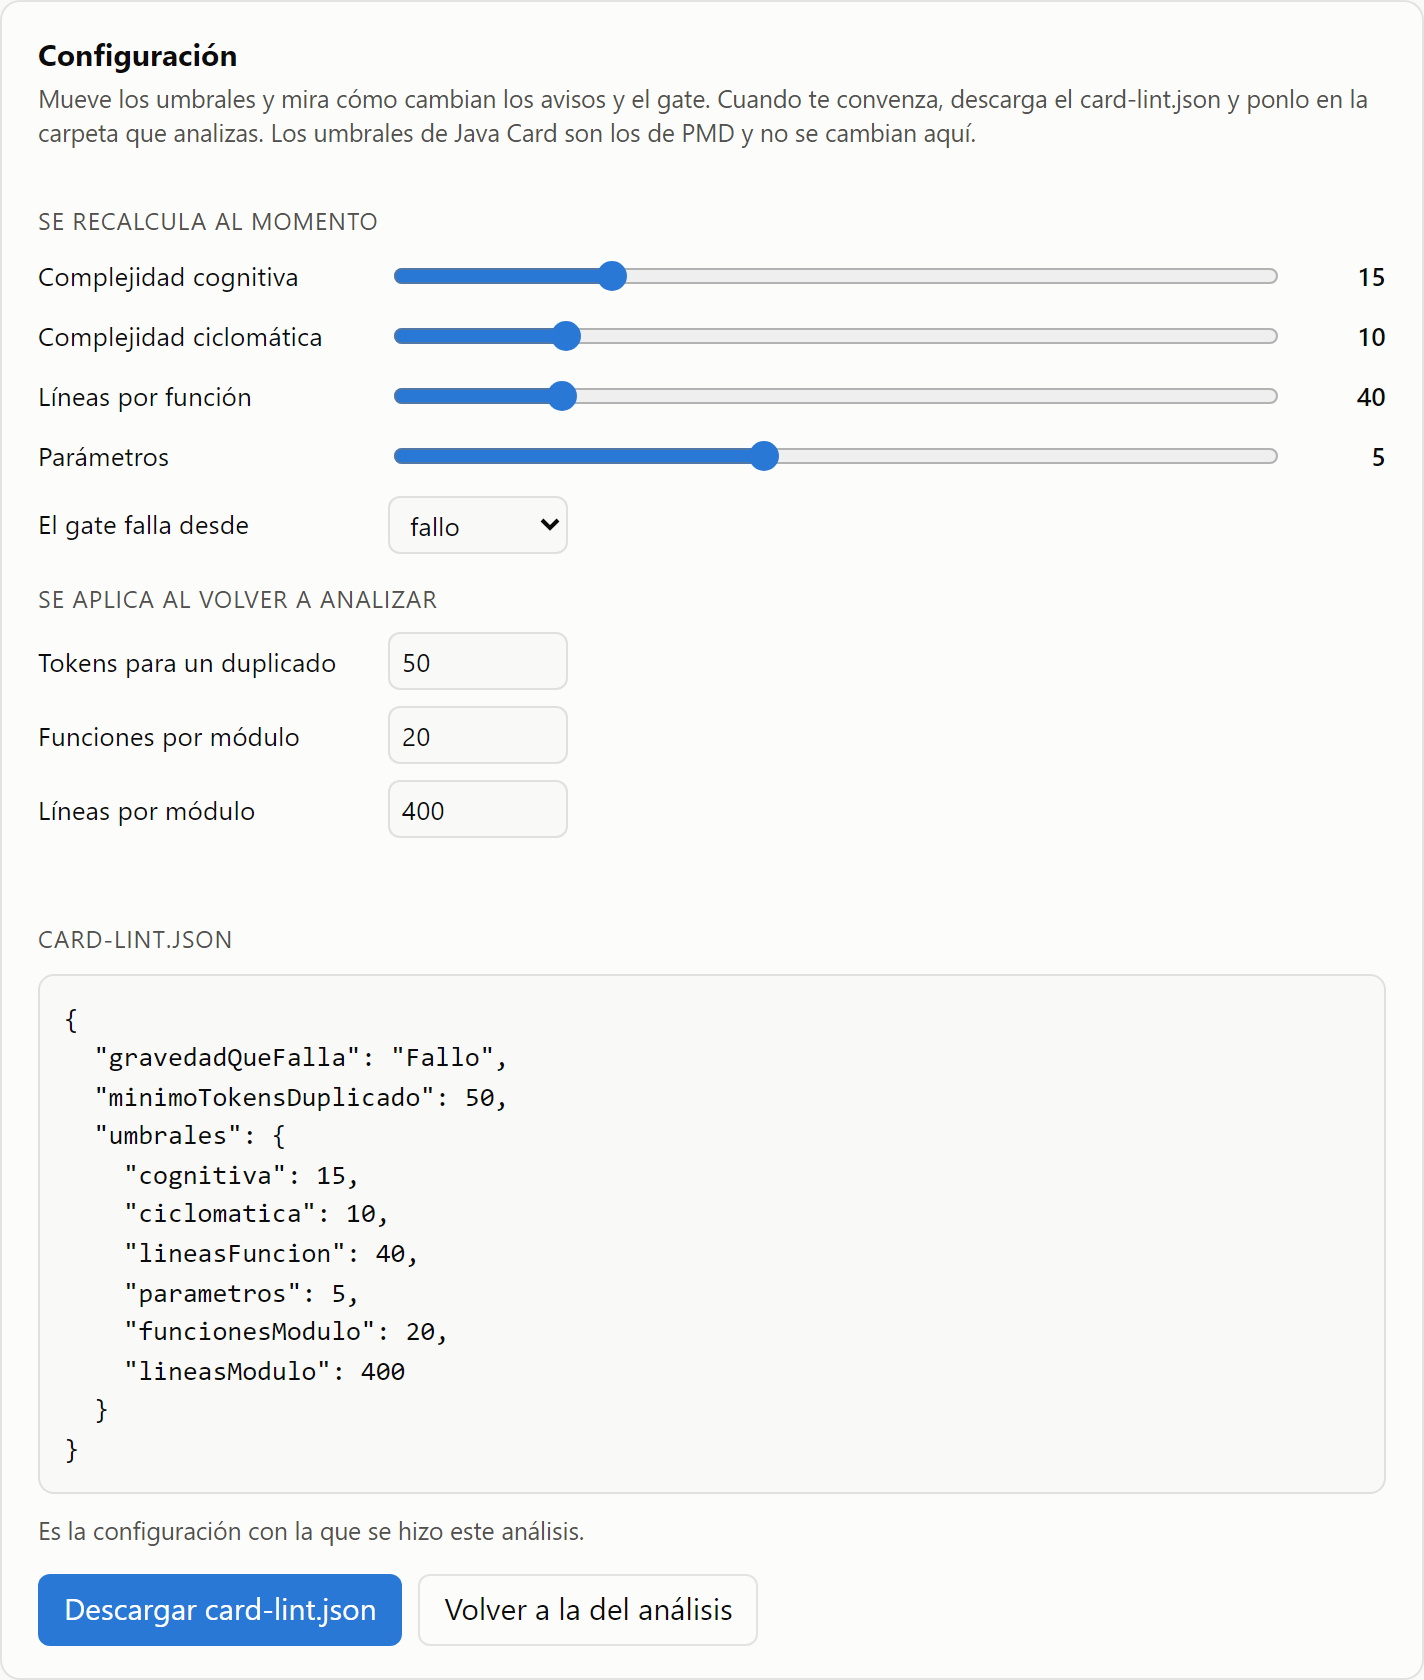 Configuración
Mueve los umbrales y mira cómo cambian los avisos y el gate. Cuando te convenza, descarga el card-lint.json y ponlo en la
carpeta que analizas. Los umbrales de Java Card son los de PMD y no se cambian aquí.
SE RECALCULA AL MOMENTO
Complejidad cognitiva 15
Complejidad ciclomática 10
Líneas por función 40
Parámetros 5
El gate falla desde fallo
SE APLICA AL VOLVER A ANALIZAR
Tokens para un duplicado 50
Funciones por módulo 20
Líneas por módulo 400
CARD-LINT.JSON
{
  "gravedadQueFalla": "Fallo",
  "minimoTokensDuplicado": 50,
  "umbrales": {
    "cognitiva": 15,
    "ciclomatica": 10,
    "lineasFuncion": 40,
    "parametros": 5,
    "funcionesModulo": 20,
    "lineasModulo": 400
  }
}
Es la configuración con la que se hizo este análisis.
Descargar card-lint.json Volver a la del análisis